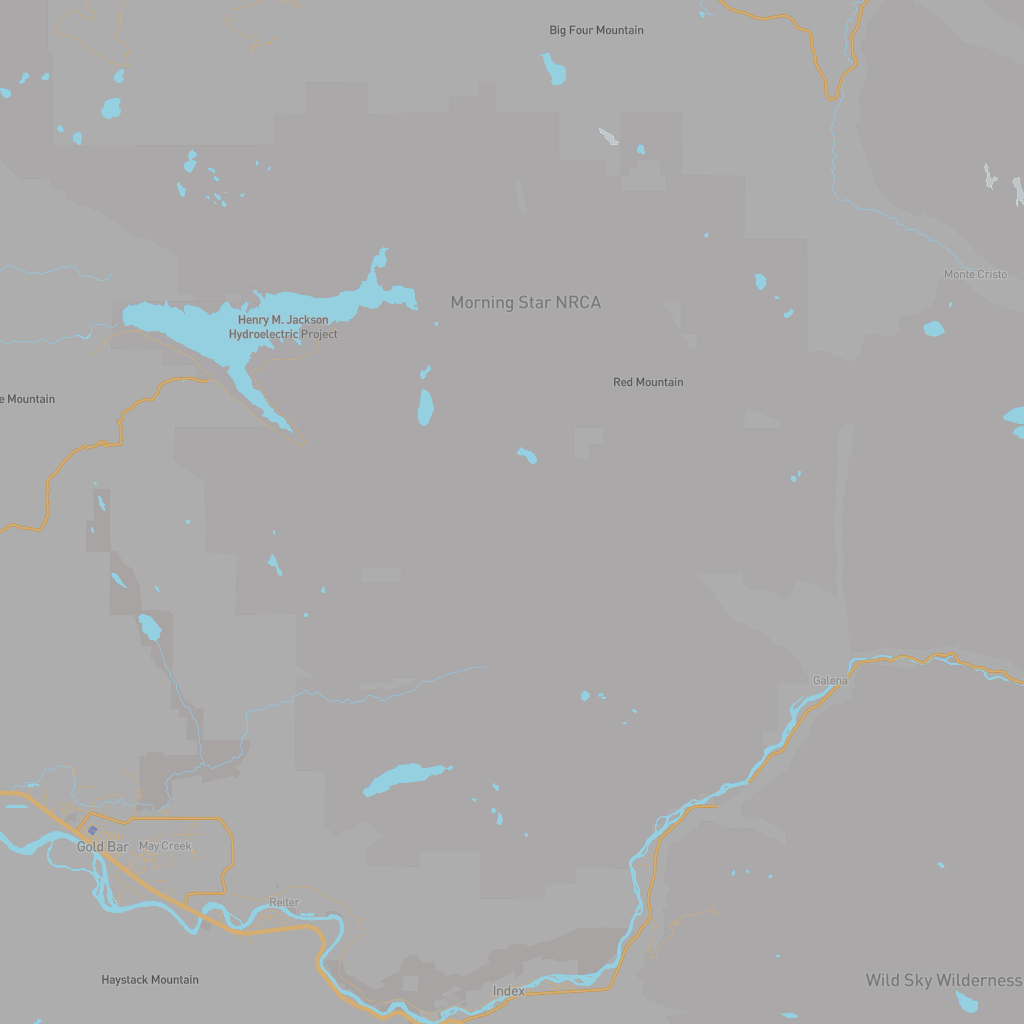 Big Four Mountain
Monte Cristo
Morning Star NRCA
Henry M. Jackson
Hydroelectric Project
Red Mountain
e Mountain
Galena
Gold Bar
May Creek
Reiter
Haystack Mountain
Wild Sky Wilderness
Index